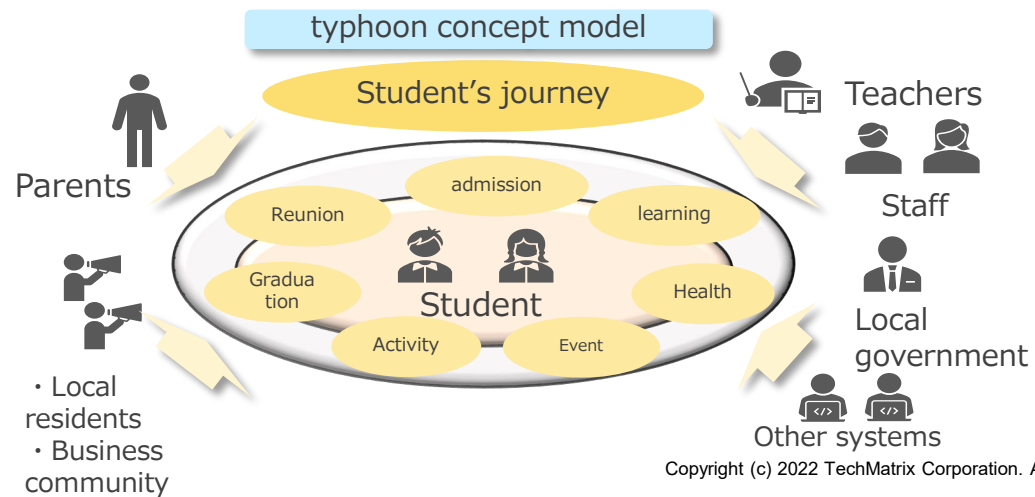 typhoon concept model
Student's journey
Teachers
Parents
admission
Reunion
learning
Staff
Gradua
tion
Student
Health
Activity
Event
Local
government
・Local
residents
・Business
community
</>
</>
Other systems
Copyright (c) 2022 TechMatrix Corporation. A